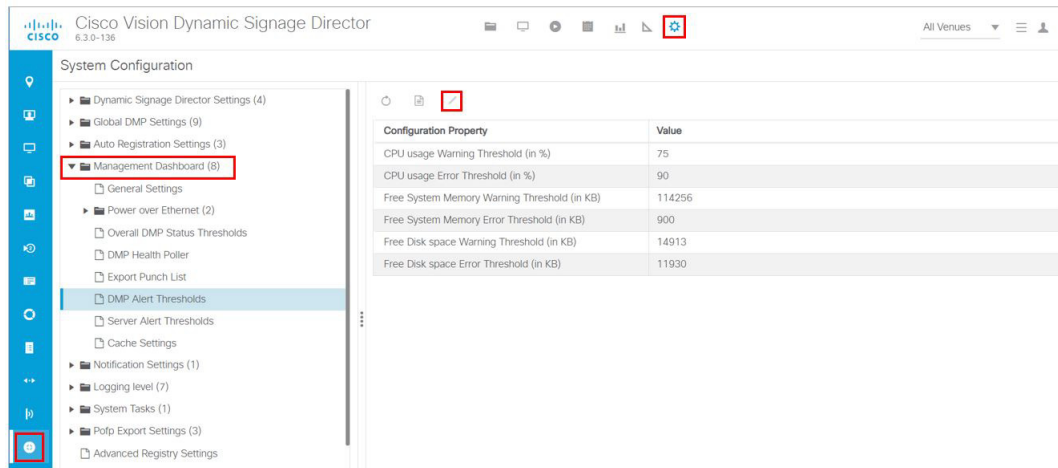 CISCO
Cisco Vision Dynamic Signage Director
6.3.0-136
All Venues
System Configuration
Dynamic Signage Director Settings (4)
Global DMP Settings (9)
Auto Registration Settings (3)
Management Dashboard (8)
General Settings
Power over Ethernet (2)
Overall DMP Status Thresholds
DMP Health Poller
Export Punch List
DMP Alert Thresholds
Server Alert Thresholds
Cache Settings
Notification Settings (1)
Logging level (7)
System Tasks (1)
Pofp Export Settings (3)
Advanced Registry Settings
Configuration Property Value
CPU usage Warning Threshold (in %) 75
CPU usage Error Threshold (in %) 90
Free System Memory Warning Threshold (in KB) 114256
Free System Memory Error Threshold (in KB) 900
Free Disk space Warning Threshold (in KB) 14913
Free Disk space Error Threshold (in KB) 11930